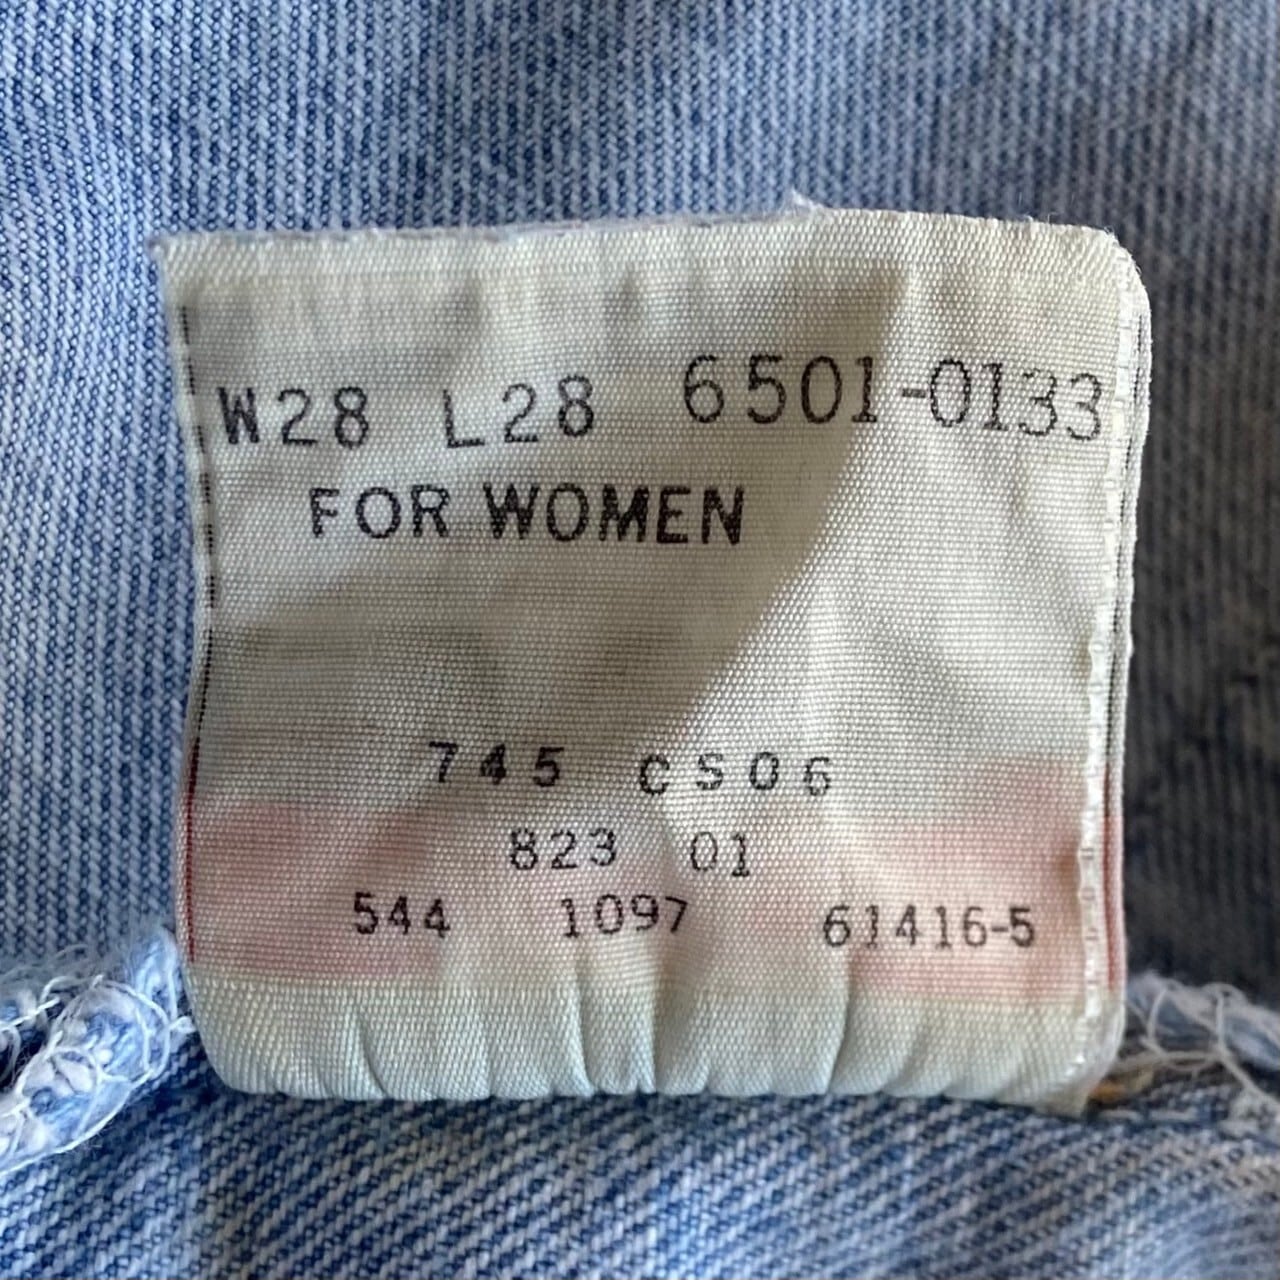 W28 L28 6501-0133
FOR WOMEN
745 CS06
823 01
544 1097 61416-5